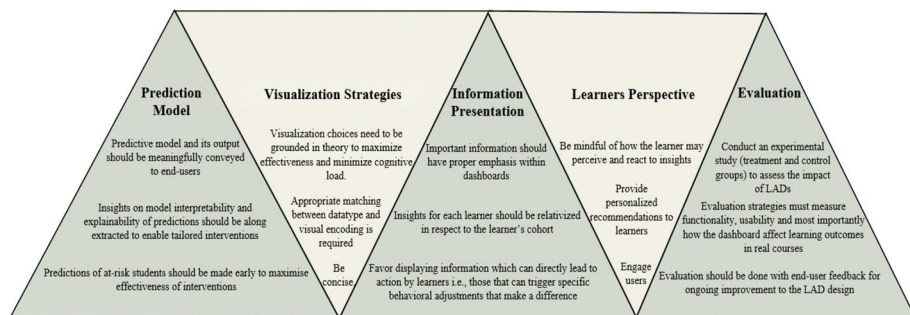 Prediction
Model
Predictive model and its output
should be meaningfully conveyed
to end-users
Insights on model interpretability and
explainability of predictions should be along
extracted to enable tailored interventions
Predictions of at-risk students should be made early to maximise
effectiveness of interventions
Visualization Strategies
Visualization choices need to be
grounded in theory to maximize
effectiveness and minimize cognitive
load.
Appropriate matching
between datatype and
visual encoding is
required
Be
concise
Information
Presentation
Important information should
have proper emphasis within
dashboards
Insights for each learner should be relativized
in respect to the learner's cohort
Favor displaying information which can directly lead to
action by learners i.e., those that can trigger specific
behavioral adjustments that make a difference
Learners Perspective
Be mindful of how the learner may
perceive and react to insights
Provide
personalized
recommendations to
learners
Engage
users
Evaluation
Conduct an experimental
study (treatment and control
groups) to assess the impact
of LADs
Evaluation strategies must measure
functionality, usability and most importantly
how the dashboard affect learning outcomes
in real courses
Evaluation should be done with end-user feedback for
ongoing improvement to the LAD design